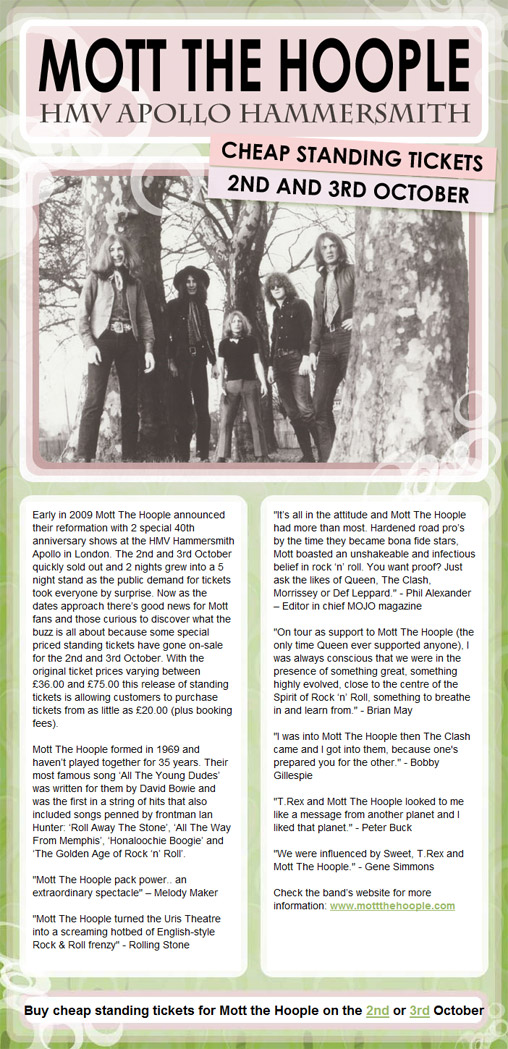 MOTT THE HOOPLE
HMV APOLLO HAMMERSMITH
CHEAP STANDING TICKETS
2ND AND 3RD OCTOBER
Early in 2009 Mott The Hoople announced
their reformation with 2 special 40th
anniversary shows at the HMV Hammersmith
Apollo in London. The 2nd and 3rd October
quickly sold out and 2 nights grew into a 5
night stand as the public demand for tickets
took everyone by surprise. Now as the
dates approach there's good news for Mott
fans and those curious to discover what the
buzz is all about because some special
priced standing tickets have gone on-sale
for the 2nd and 3rd October. With the
original ticket prices varying between
£36.00 and £75.00 this release of standing
tickets is allowing customers to purchase
tickets from as little as £20.00 (plus booking
fees).
Mott The Hoople formed in 1969 and
haven't played together for 35 years. Their
most famous song 'All The Young Dudes'
was written for them by David Bowie and
was the first in a string of hits that also
included songs penned by frontman Ian
Hunter: 'Roll Away The Stone', 'All The Way
From Memphis', 'Honaloochie Boogie' and
'The Golden Age of Rock 'n' Roll'.
"Mott The Hoople pack power.. an
extraordinary spectacle" – Melody Maker
"Mott The Hoople turned the Uris Theatre
into a screaming hotbed of English-style
Rock & Roll frenzy" - Rolling Stone
"It's all in the attitude and Mott The Hoople
had more than most. Hardened road pro's
by the time they became bona fide stars,
Mott boasted an unshakeable and infectious
belief in rock 'n' roll. You want proof? Just
ask the likes of Queen, The Clash,
Morrissey or Def Leppard." - Phil Alexander
– Editor in chief MOJO magazine
"On tour as support to Mott The Hoople (the
only time Queen ever supported anyone), I
was always conscious that we were in the
presence of something great, something
highly evolved, close to the centre of the
Spirit of Rock 'n' Roll, something to breathe
in and learn from." - Brian May
"I was into Mott The Hoople then The Clash
came and I got into them, because one's
prepared you for the other." - Bobby
Gillespie
"T.Rex and Mott The Hoople looked to me
like a message from another planet and I
liked that planet." - Peter Buck
"We were influenced by Sweet, T.Rex and
Mott The Hoople." - Gene Simmons
Check the band's website for more
information: www.mottthehoople.com
Buy cheap standing tickets for Mott the Hoople on the 2nd or 3rd October